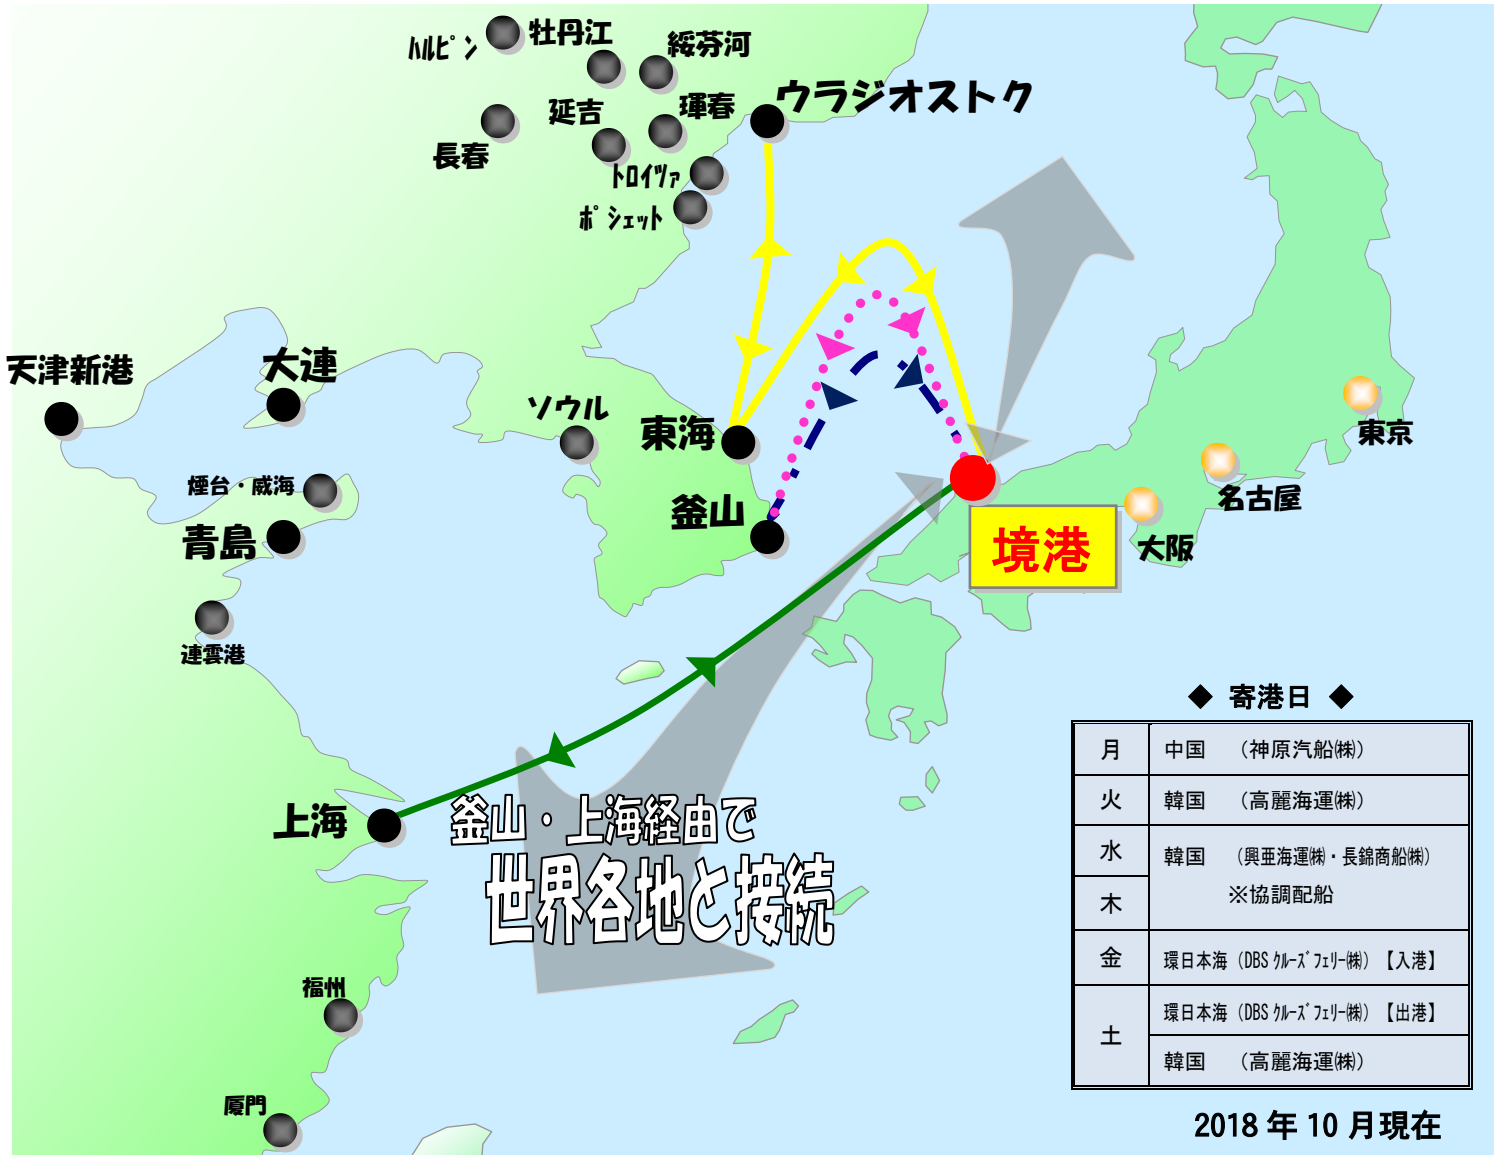 ﾊﾙﾋﾟﾝ
牡丹江
綏芬河
ウラジオストク
延吉
琿春
長春
ﾄﾛｲﾂｧ
ﾎﾟｼｪｯﾄ
天津新港
大連
ソウル
東海
東京
煙台・威海
名古屋
釜山
青島
境港
大阪
連雲港
上海
釜山・上海経由で
世界各地と接続
福州
厦門
◆ 寄港日 ◆
月 中国 （神原汽船㈱）
火 韓国 （高麗海運㈱）
水 韓国 （興亜海運㈱・長錦商船㈱）
木 ※協調配船
金 環日本海（DBS ｸﾙｰｽﾞﾌｪﾘｰ㈱）【入港】
土 環日本海（DBS ｸﾙｰｽﾞﾌｪﾘｰ㈱）【出港】
韓国 （高麗海運㈱）
2018 年 10 月現在